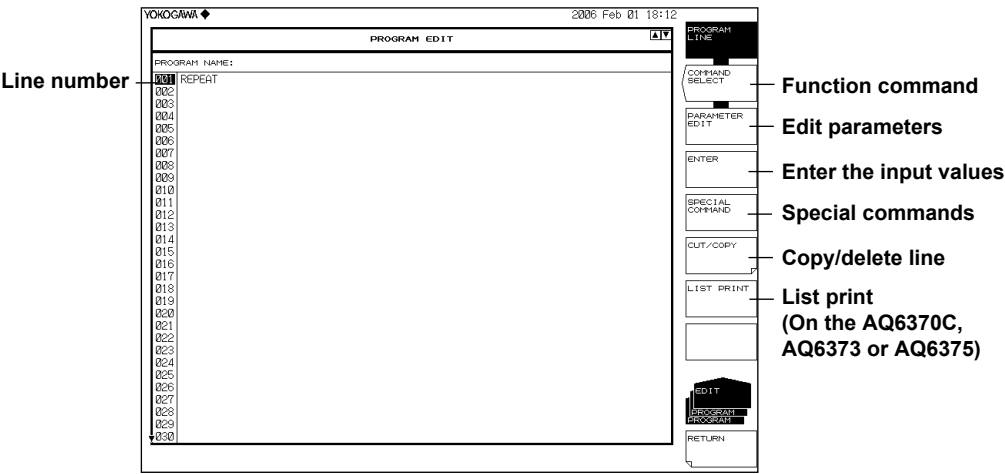 YOKOGAWA 2006 Feb 01 18:12
PROGRAM EDIT
PROGRAM NAME:
Line number
001 REPEAT
002
003
004
005
006
007
008
009
010
011
012
013
014
015
016
017
018
019
020
021
022
023
024
025
026
027
028
029
030
PROGRAM
LINE
COMMAND
SELECT
Function command
PARAMETER
EDIT
Edit parameters
ENTER
Enter the input values
SPECIAL
COMMAND
Special commands
CUT/COPY
Copy/delete line
LIST PRINT
List print
(On the AQ6370C,
AQ6373 or AQ6375)
EDIT
PROGRAM
PROGRAM
RETURN